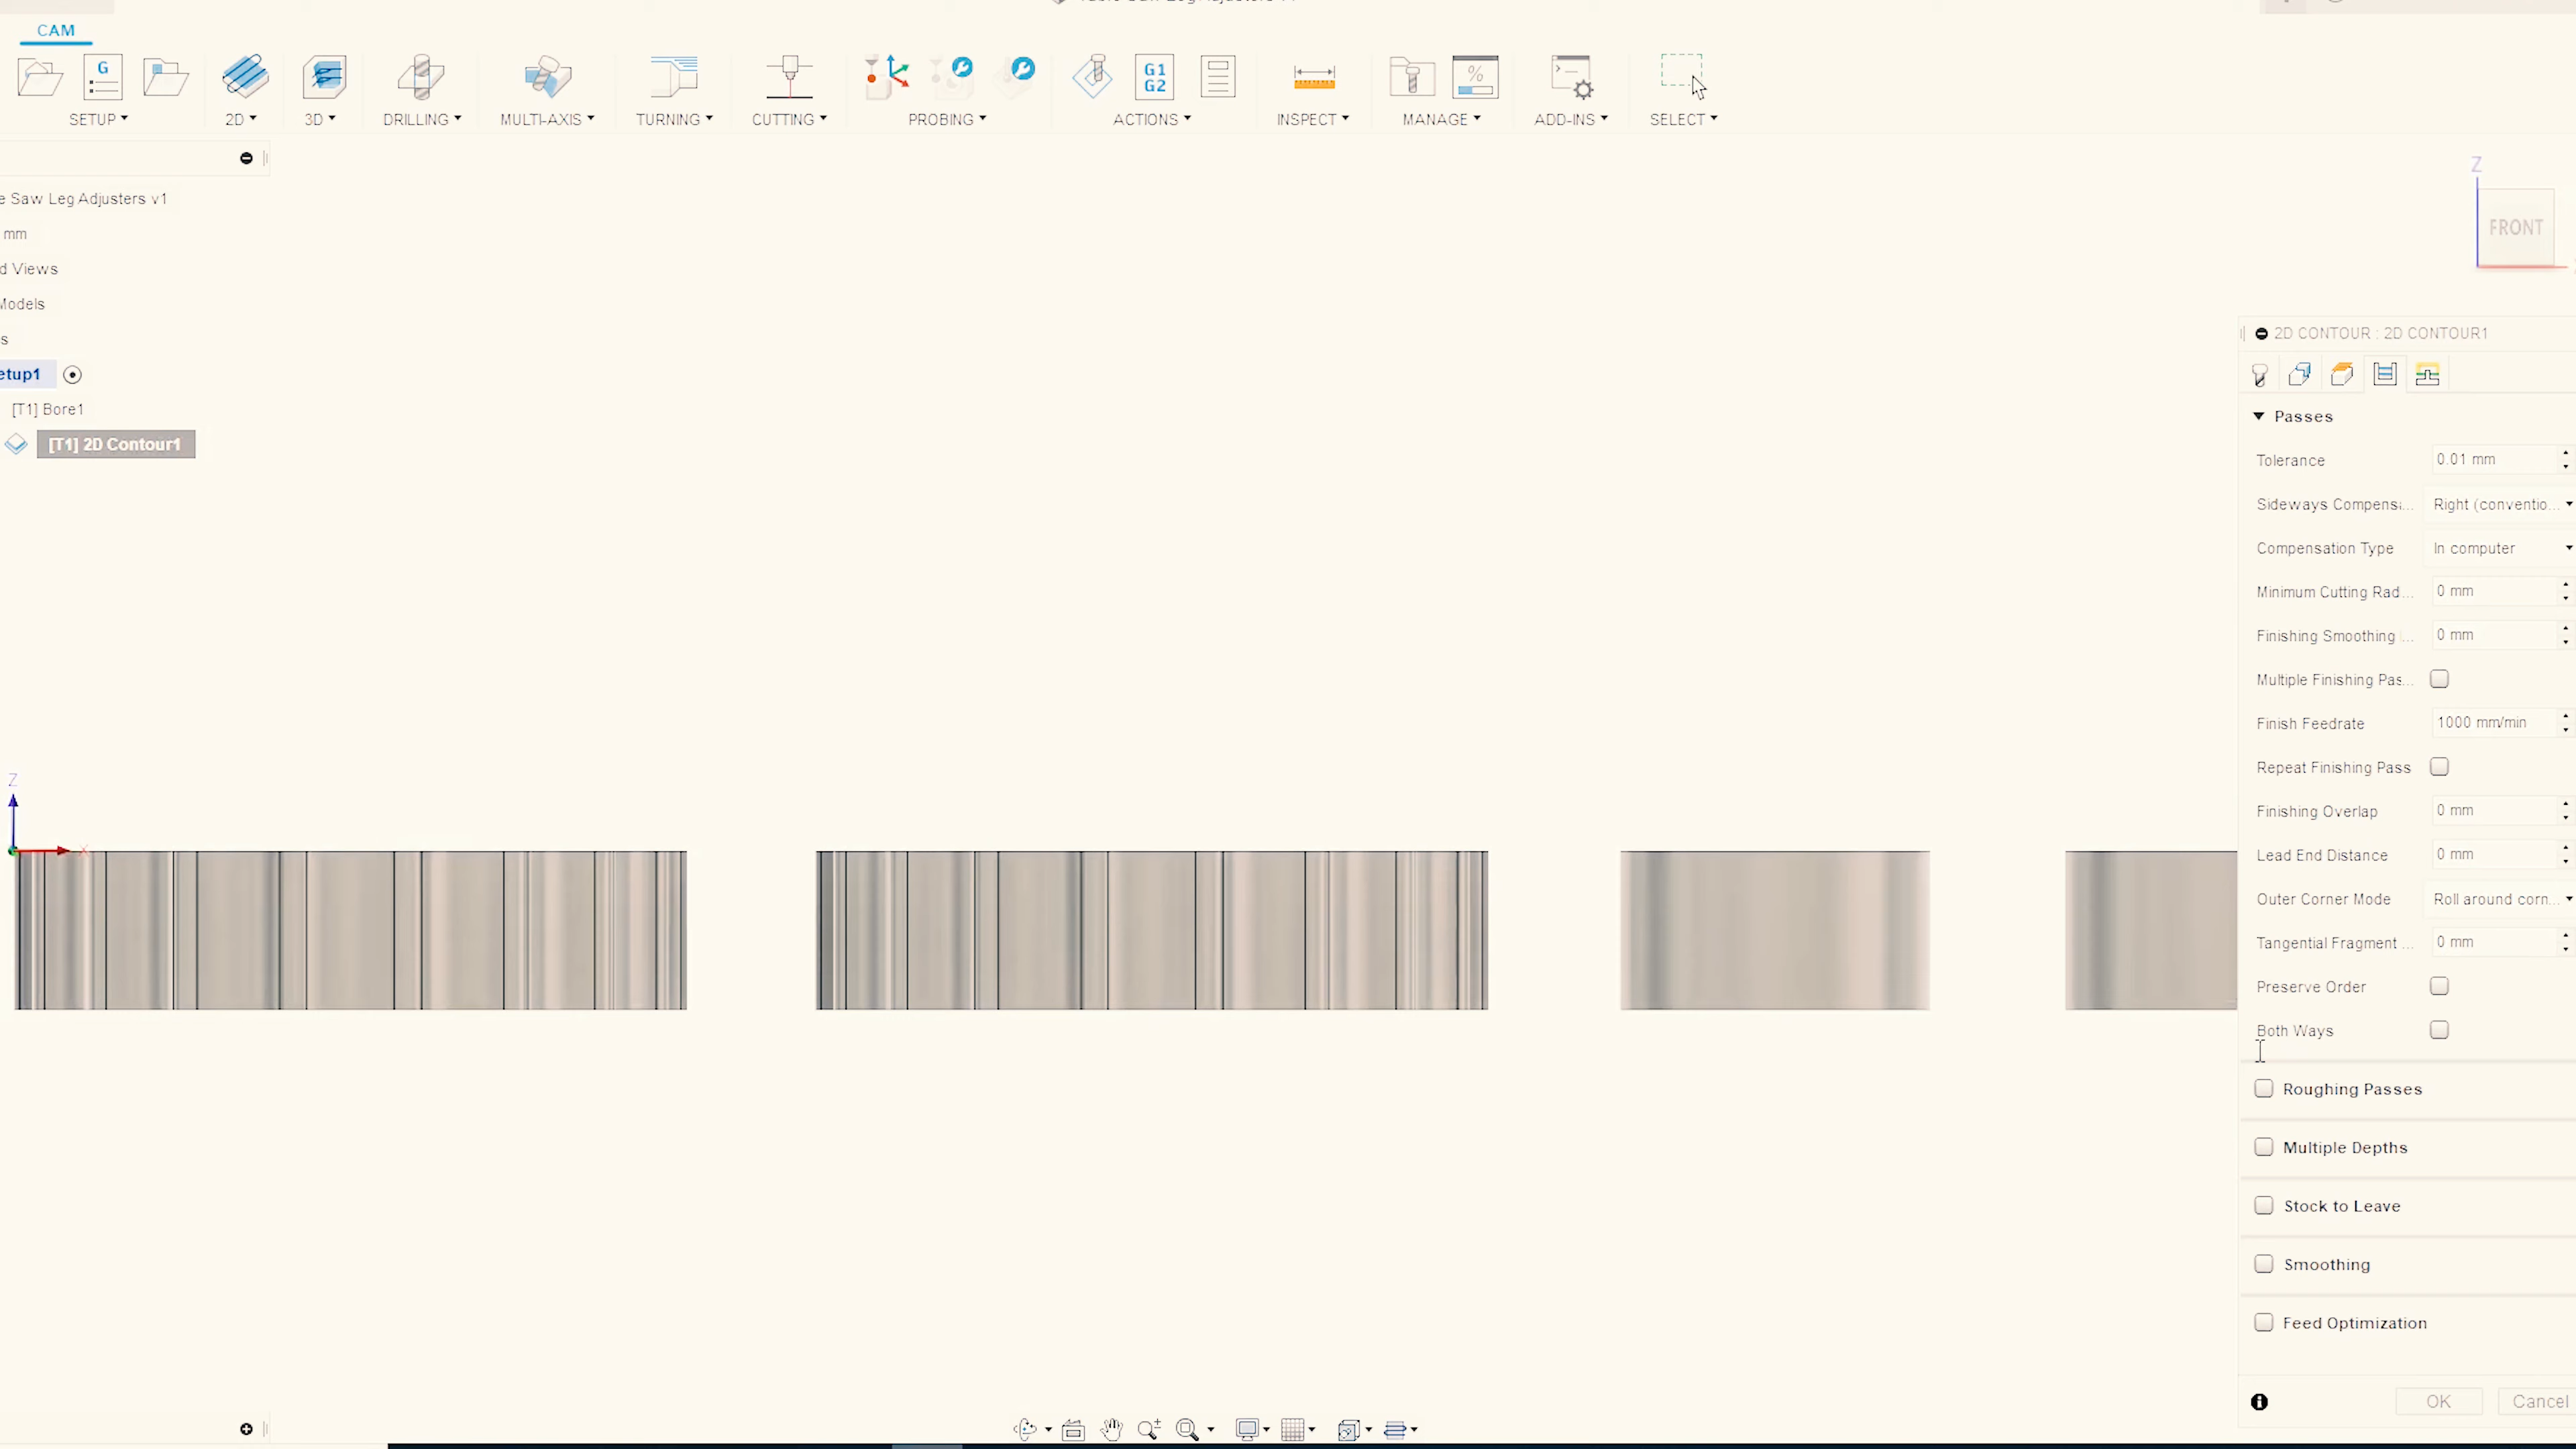 CAM
G
G1
G2
%
SETUP
2D
3D
DRILLING
MULTI-AXIS
TURNING
CUTTING
PROBING
ACTIONS
INSPECT
MANAGE
ADD-INS
SELECT
e Saw Leg Adjusters v1
mm
d Views
Models
s
etup1
[T1] Bore1
[T1] 2D Contour1
Z
FRONT
Z
X
2D CONTOUR : 2D CONTOUR1
Passes
Tolerance 0.01 mm
Sideways Compensa... Right (conventio...
Compensation Type In computer
Minimum Cutting Rad... 0 mm
Finishing Smoothing ... 0 mm
Multiple Finishing Pas...
Finish Feedrate 1000 mm/min
Repeat Finishing Pass
Finishing Overlap 0 mm
Lead End Distance 0 mm
Outer Corner Mode Roll around corn...
Tangential Fragment ... 0 mm
Preserve Order
Both Ways
Roughing Passes
Multiple Depths
Stock to Leave
Smoothing
Feed Optimization
OK Cancel